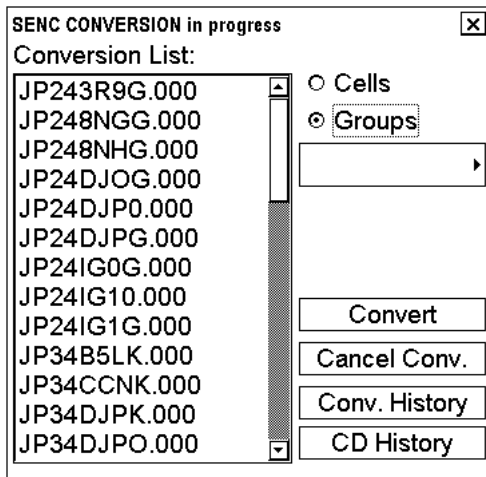 SENC CONVERSION in progress
Conversion List:
JP243R9G.000
JP248NGG.000
JP248NHG.000
JP24DJOG.000
JP24DJP0.000
JP24DJPG.000
JP24IG0G.000
JP24IG10.000
JP24IG1G.000
JP34B5LK.000
JP34CCNK.000
JP34DJPK.000
JP34DJPO.000
Cells
Groups
Convert
Cancel Conv.
Conv. History
CD History